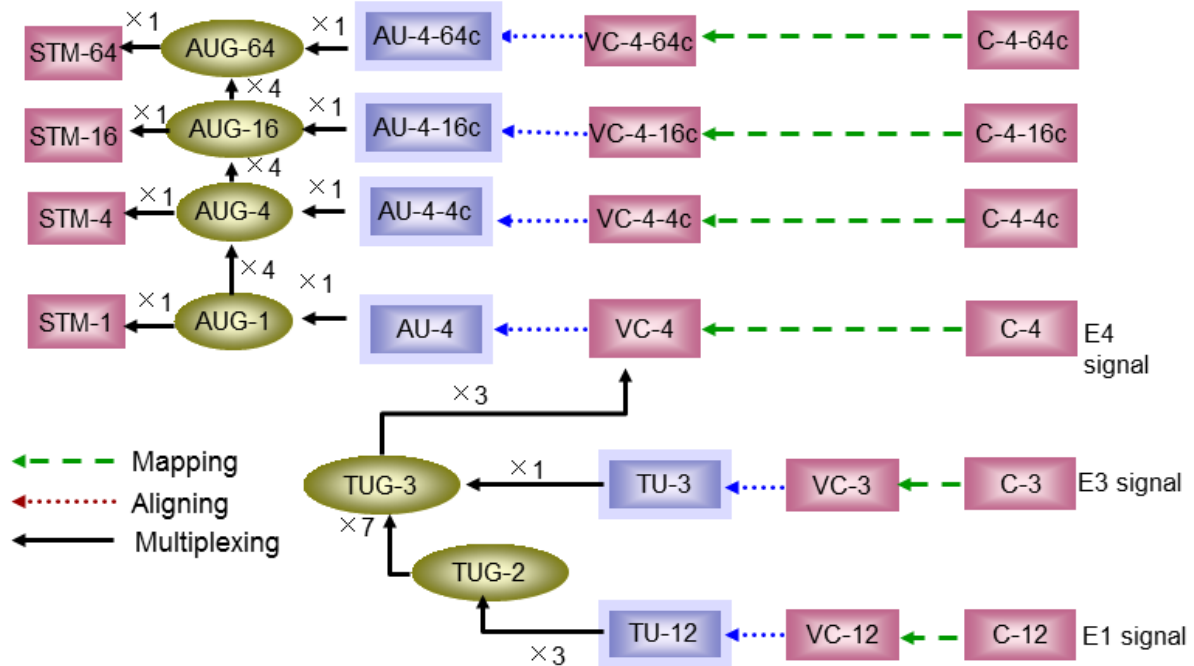 ×1
×1
STM-64
AUG-64
AU-4-64c
VC-4-64c
C-4-64c
×4
×1
×1
STM-16
AUG-16
AU-4-16c
VC-4-16c
C-4-16c
×4
×1
×1
STM-4
AUG-4
AU-4-4c
VC-4-4c
C-4-4c
×4
×1
×1
STM-1
AUG-1
AU-4
VC-4
C-4
E4
signal
×3
Mapping
Aligning
Multiplexing
TUG-3
×1
TU-3
VC-3
C-3
E3 signal
×7
TUG-2
×3
TU-12
VC-12
C-12
E1 signal